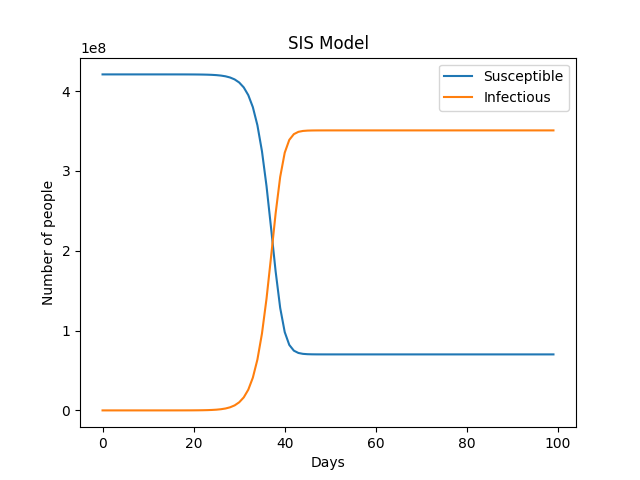 SIS Model
1e8
Susceptible
Infectious
4
3
2
1
0
Number of people
0 20 40 60 80 100
Days